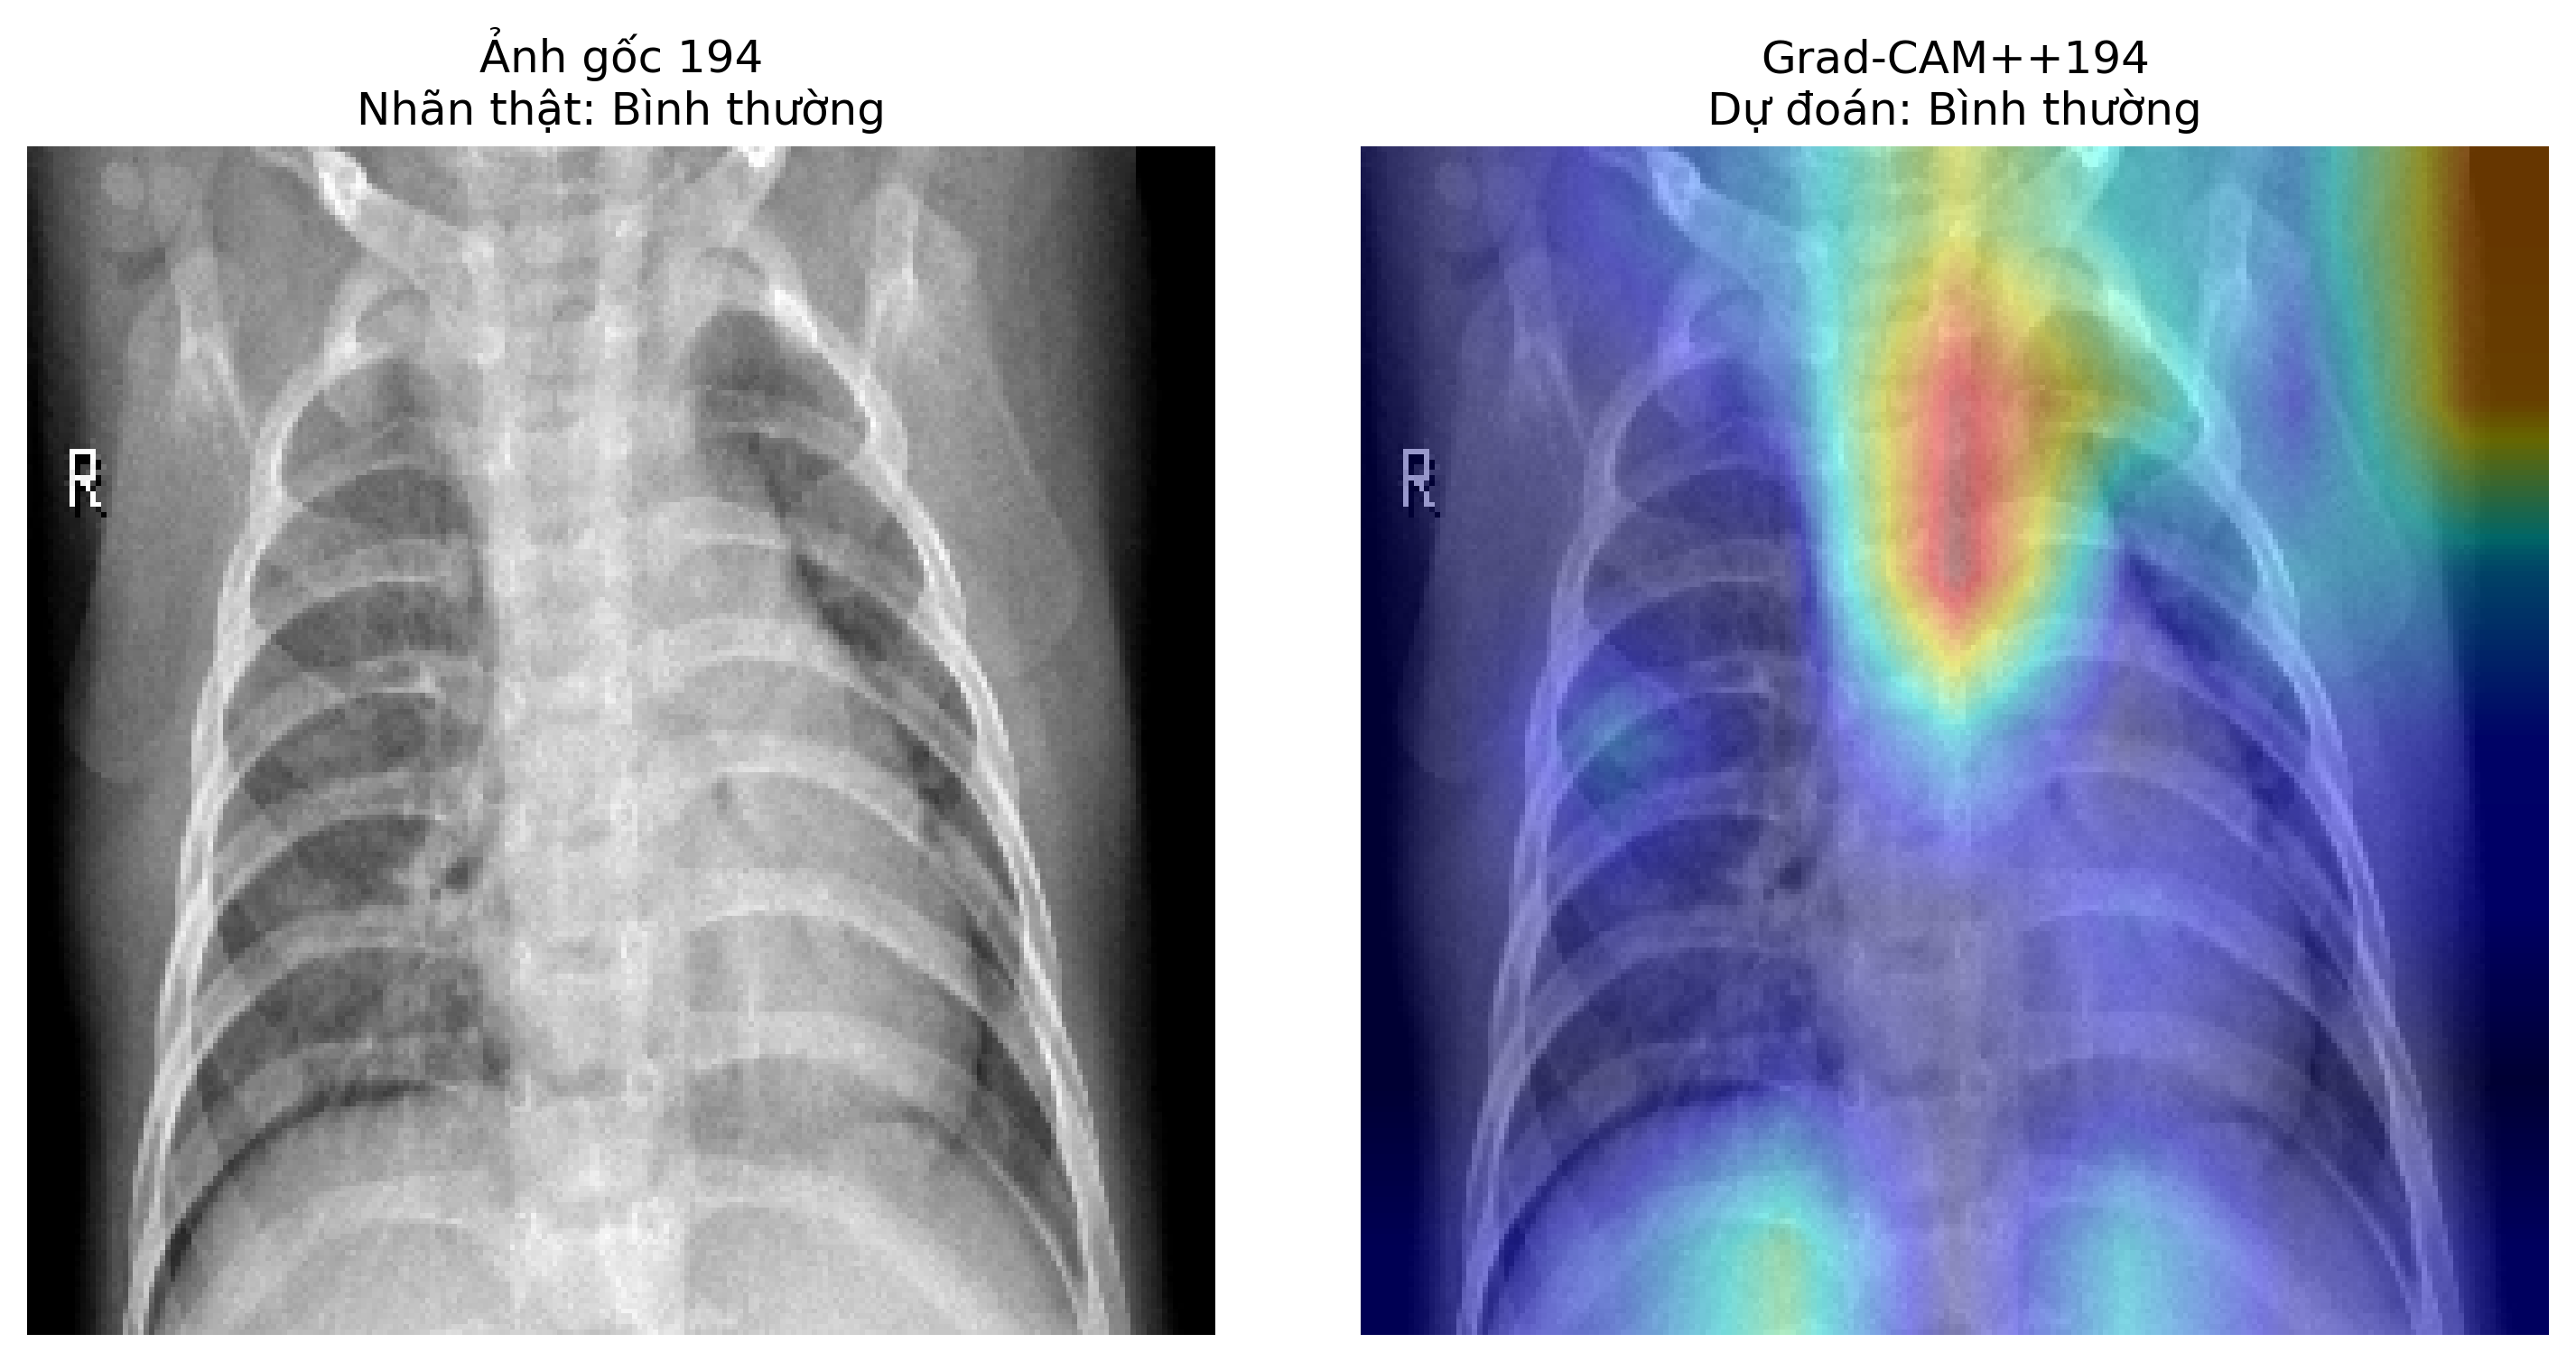 Ảnh gốc 194
Nhãn thật: Bình thường
Grad-CAM++194
Dự đoán: Bình thường
R
R